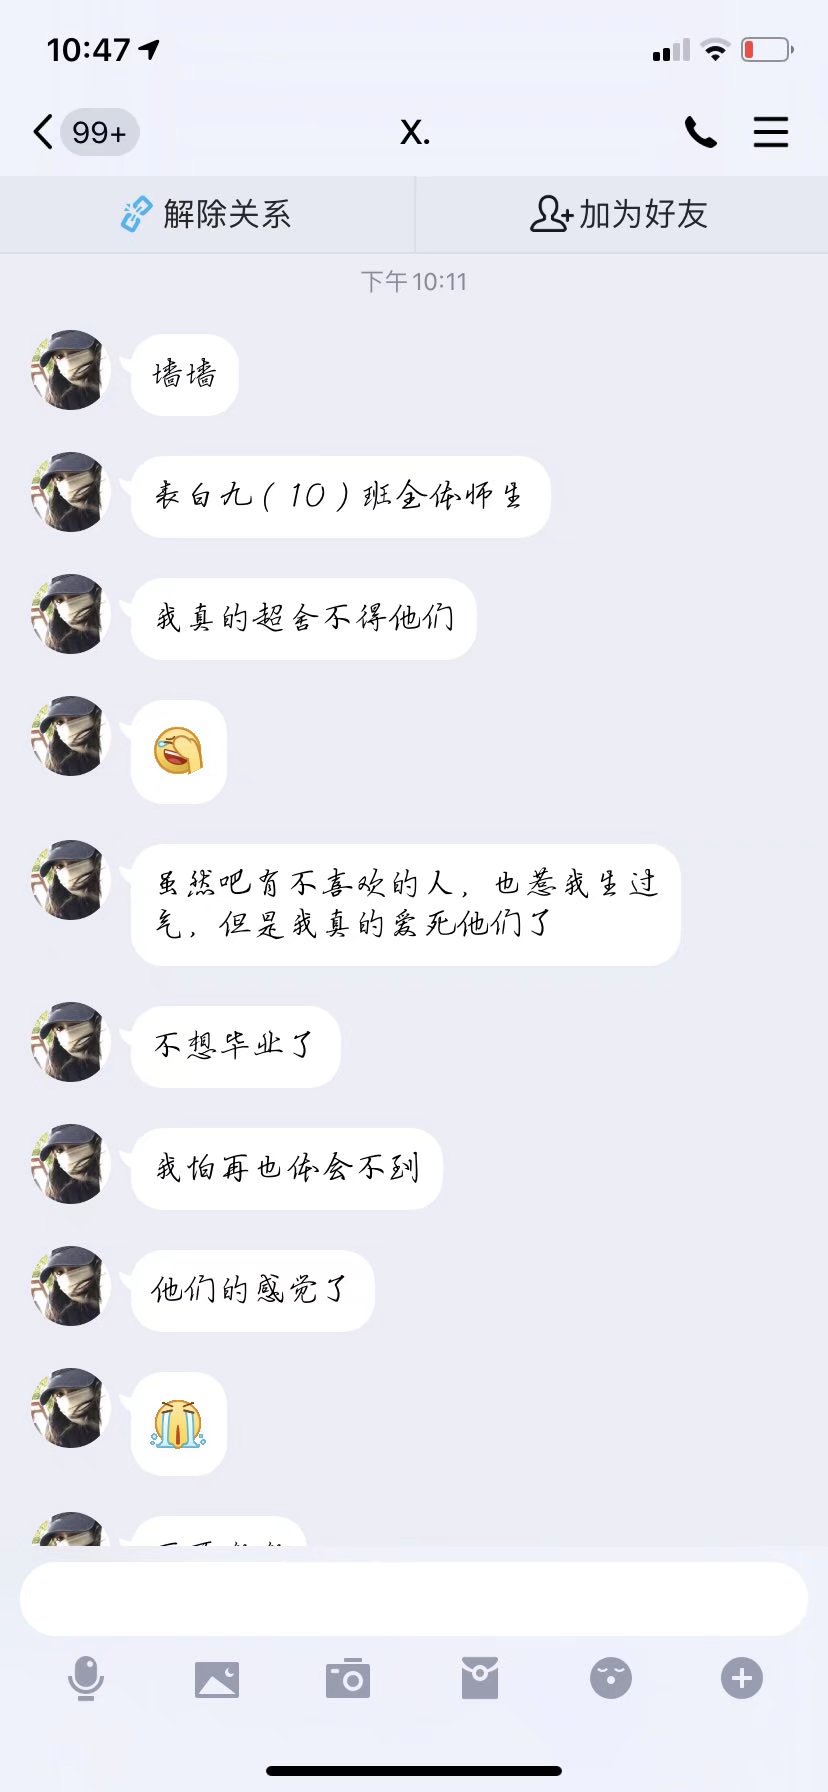 10:47
99+
X.
解除关系
加为好友
下午10:11
墙墙
表白九(10)班全体师生
我真的超舍不得他们
虽然吧有不喜欢的人,也惹我生过
气,但是我真的爱死他们了
不想毕业了
我怕再也体会不到
他们的感觉了